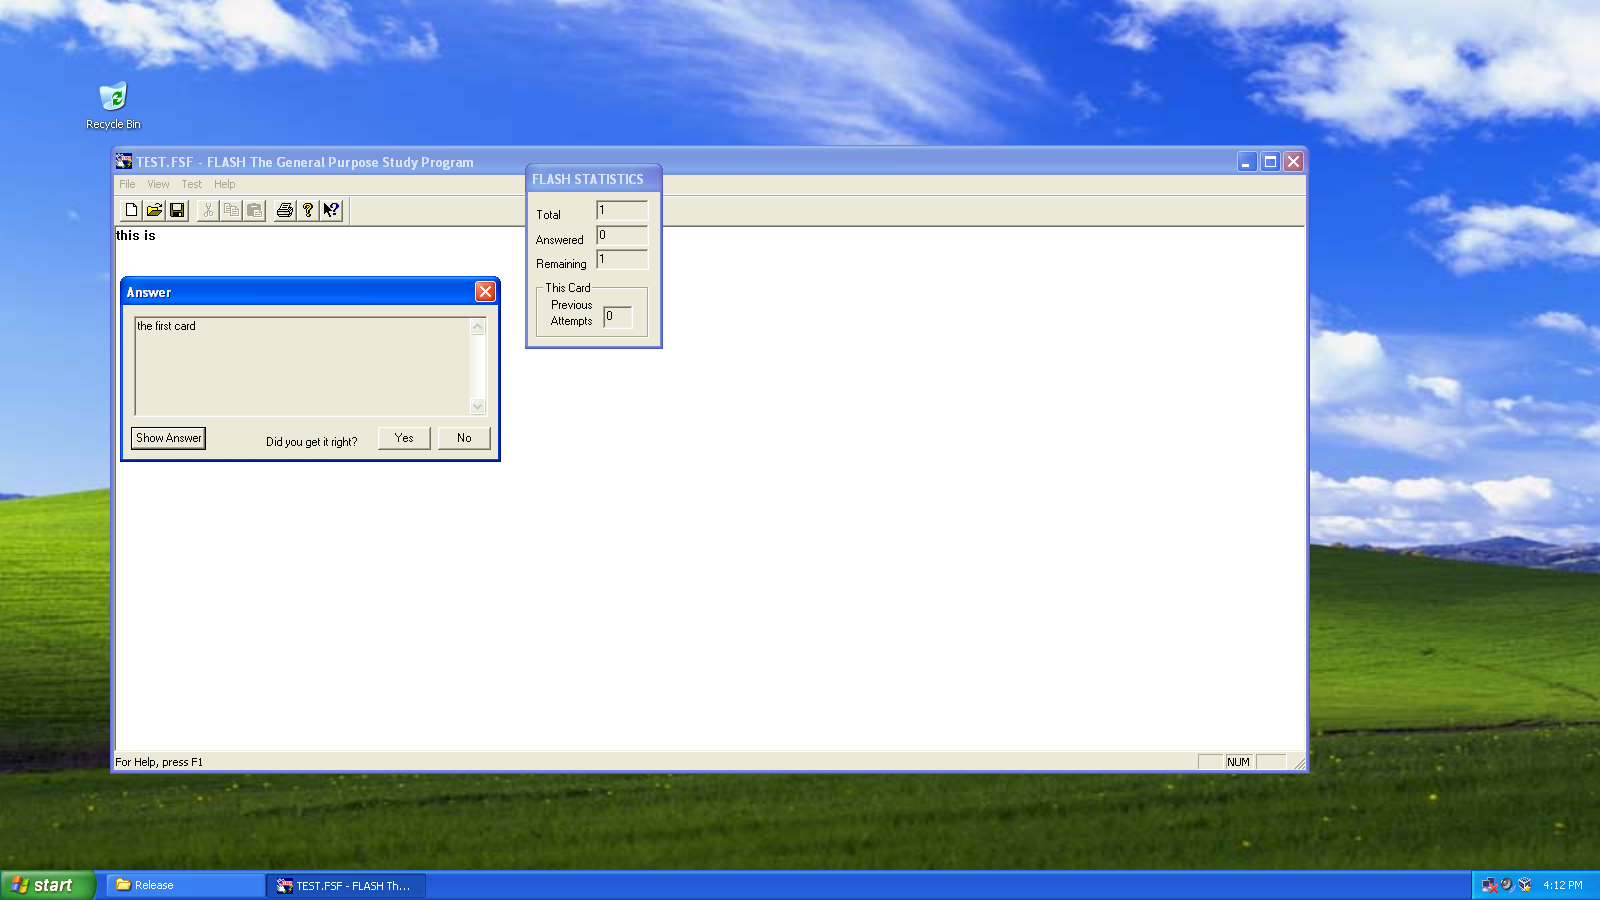 Recycle Bin
TEST.FSF - FLASH The General Purpose Study Program
File View Test Help
this is
FLASH STATISTICS
Total 1
Answered 0
Remaining 1
This Card
Previous
Attempts 0
Answer
the first card
Show Answer Did you get it right? Yes No
For Help, press F1
NUM
start
Release
TEST.FSF - FLASH Th...
4:12 PM